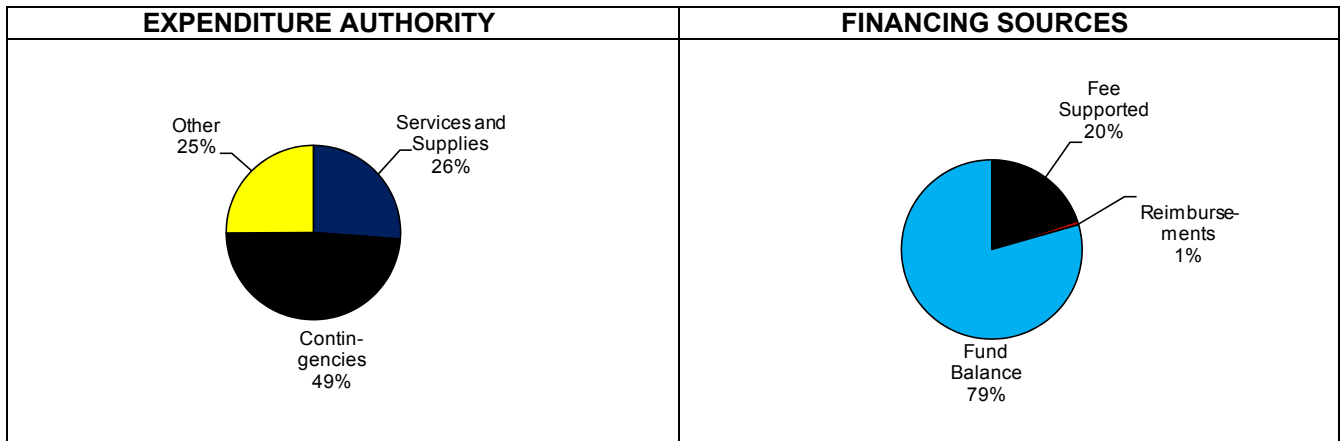 EXPENDITURE AUTHORITY
Other
25%
Services and
Supplies
26%
Contin-
gencies
49%
FINANCING SOURCES
Fee
Supported
20%
Reimburse-
ments
1%
Fund
Balance
79%